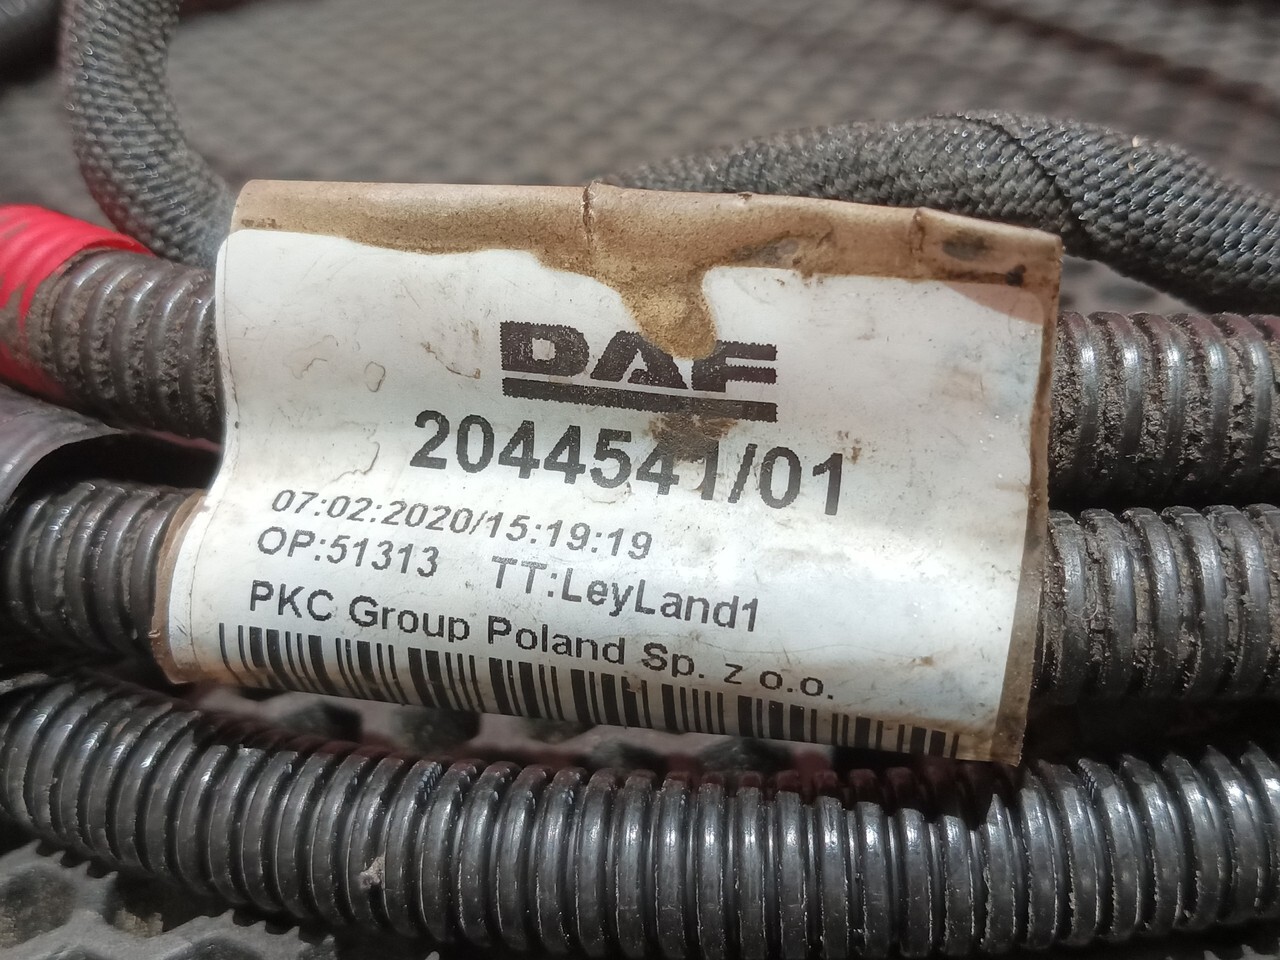 DAF
2044541/01
07:02:2020/15:19:19
OP:51313 TT:LeyLand1
PKC Group Poland Sp. z o.o.